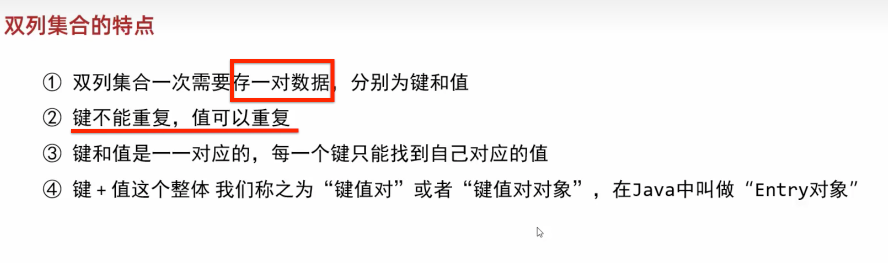 双列集合的特点
① 双列集合一次需要存一对数据，分别为键和值
② 键不能重复，值可以重复
③ 键和值是一一对应的，每一个键只能找到自己对应的值
④ 键+值这个整体 我们称之为“键值对”或者“键值对对象”，在Java中叫做“Entry对象”